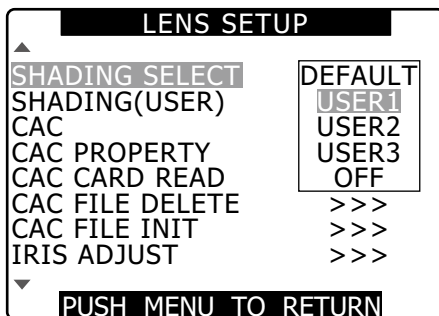 LENS SETUP
SHADING SELECT DEFAULT
SHADING(USER) USER1
CAC USER2
CAC PROPERTY USER3
CAC CARD READ OFF
CAC FILE DELETE >>>
CAC FILE INIT >>>
IRIS ADJUST >>>
PUSH MENU TO RETURN